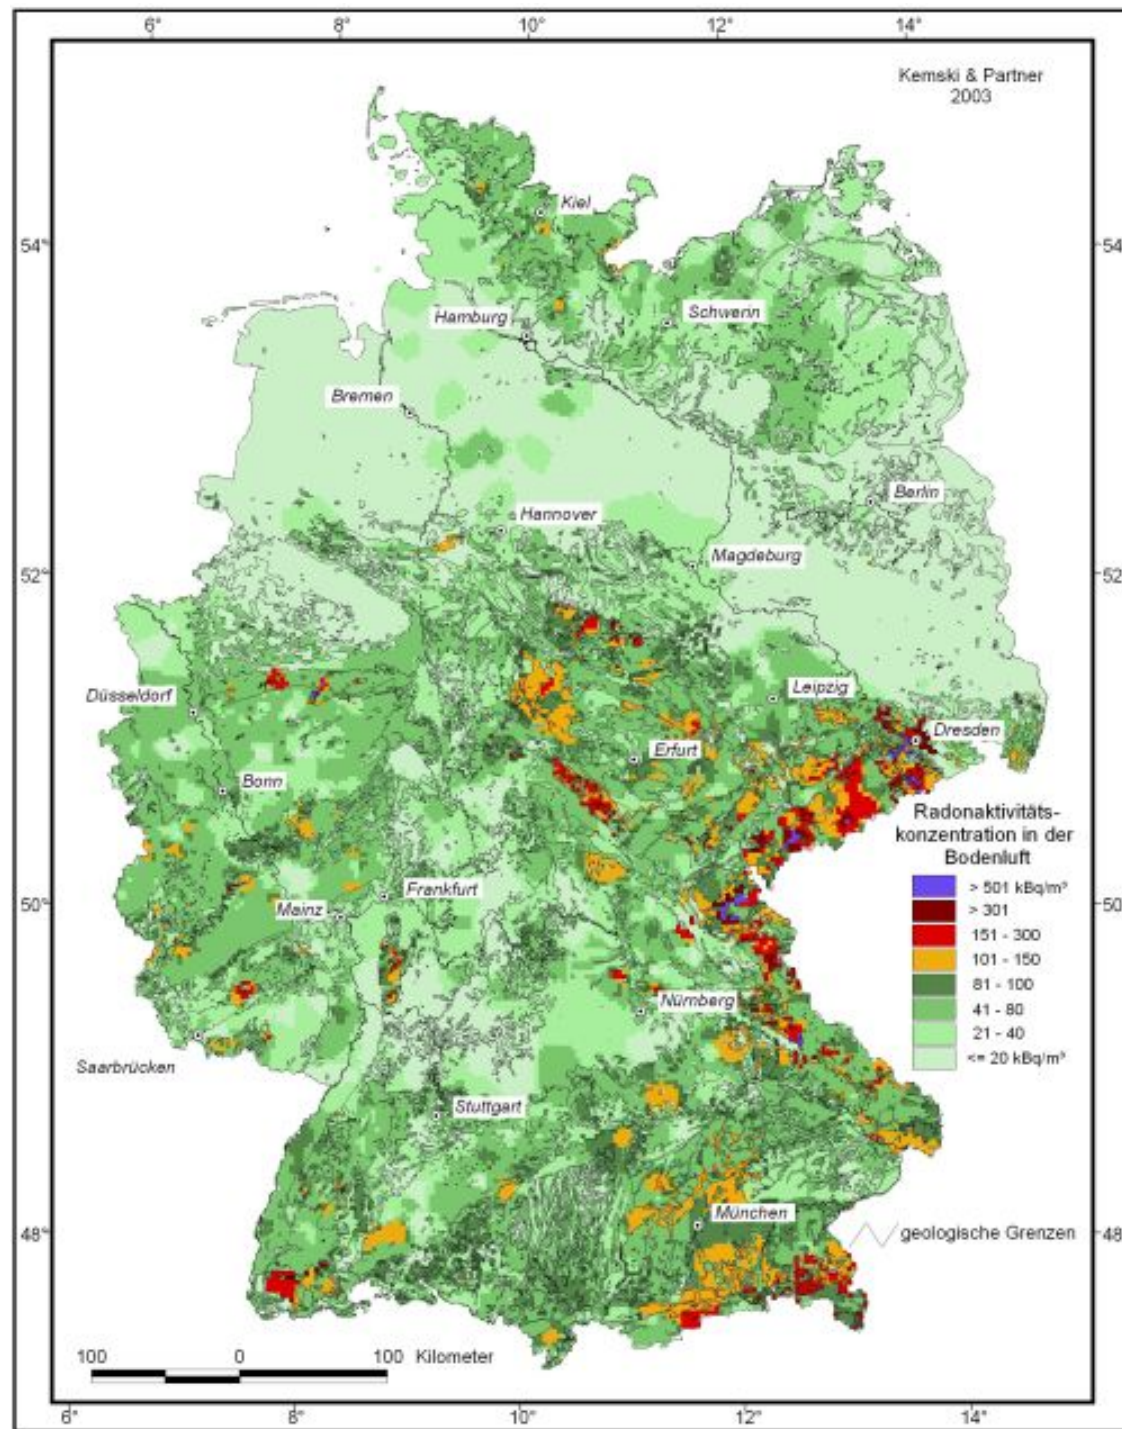 6°
8°
10°
12°
14°
Kemski & Partner
2003
Kiel
54°
54°
Schwerin
Hamburg
Bremen
Berlin
Hannover
Magdeburg
52°
52°
Düsseldorf
Leipzig
Dresden
Erfurt
Bonn
Radonaktivitäts-
konzentration in der
Bodenluft
> 501 kBq/m³
> 301
151 - 300
101 - 150
81 - 100
41 - 80
21 - 40
<= 20 kBq/m³
Frankfurt
Mainz
50°
50°
Nürnberg
Saarbrücken
Stuttgart
München
48°
48°
geologische Grenzen
100
0
100 Kilometer
6°
8°
10°
12°
14°